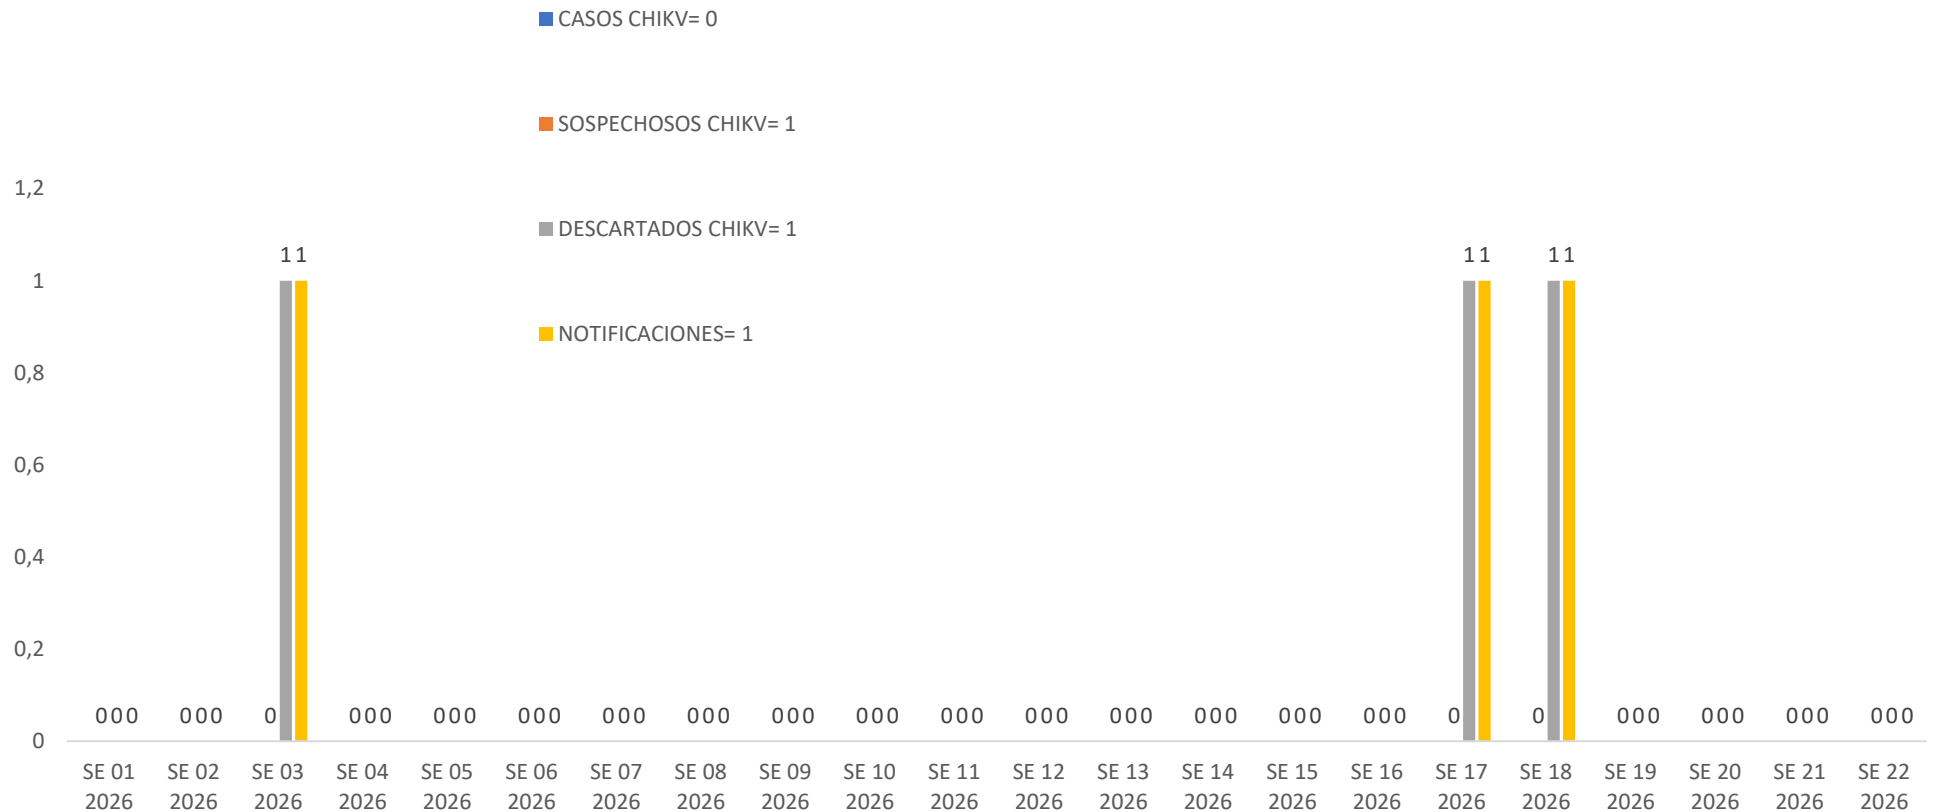 CASOS CHIKV= 0
SOSPECHOSOS CHIKV= 1
DESCARTADOS CHIKV= 1
NOTIFICACIONES= 1
1,2
1
0,8
0,6
0,4
0,2
0
1 1 1 1 1 1
0 0 0 0 0 0 0 0 0 0 0 0 0 0 0 0 0 0 0 0 0 0 0 0 0 0 0 0 0 0 0 0 0 0 0 0 0 0 0 0 0 0 0 0 0 0 0 0 0 0 0 0 0 0 0 0 0 0 0 0
SE 01 SE 02 SE 03 SE 04 SE 05 SE 06 SE 07 SE 08 SE 09 SE 10 SE 11 SE 12 SE 13 SE 14 SE 15 SE 16 SE 17 SE 18 SE 19 SE 20 SE 21 SE 22
2026 2026 2026 2026 2026 2026 2026 2026 2026 2026 2026 2026 2026 2026 2026 2026 2026 2026 2026 2026 2026 2026